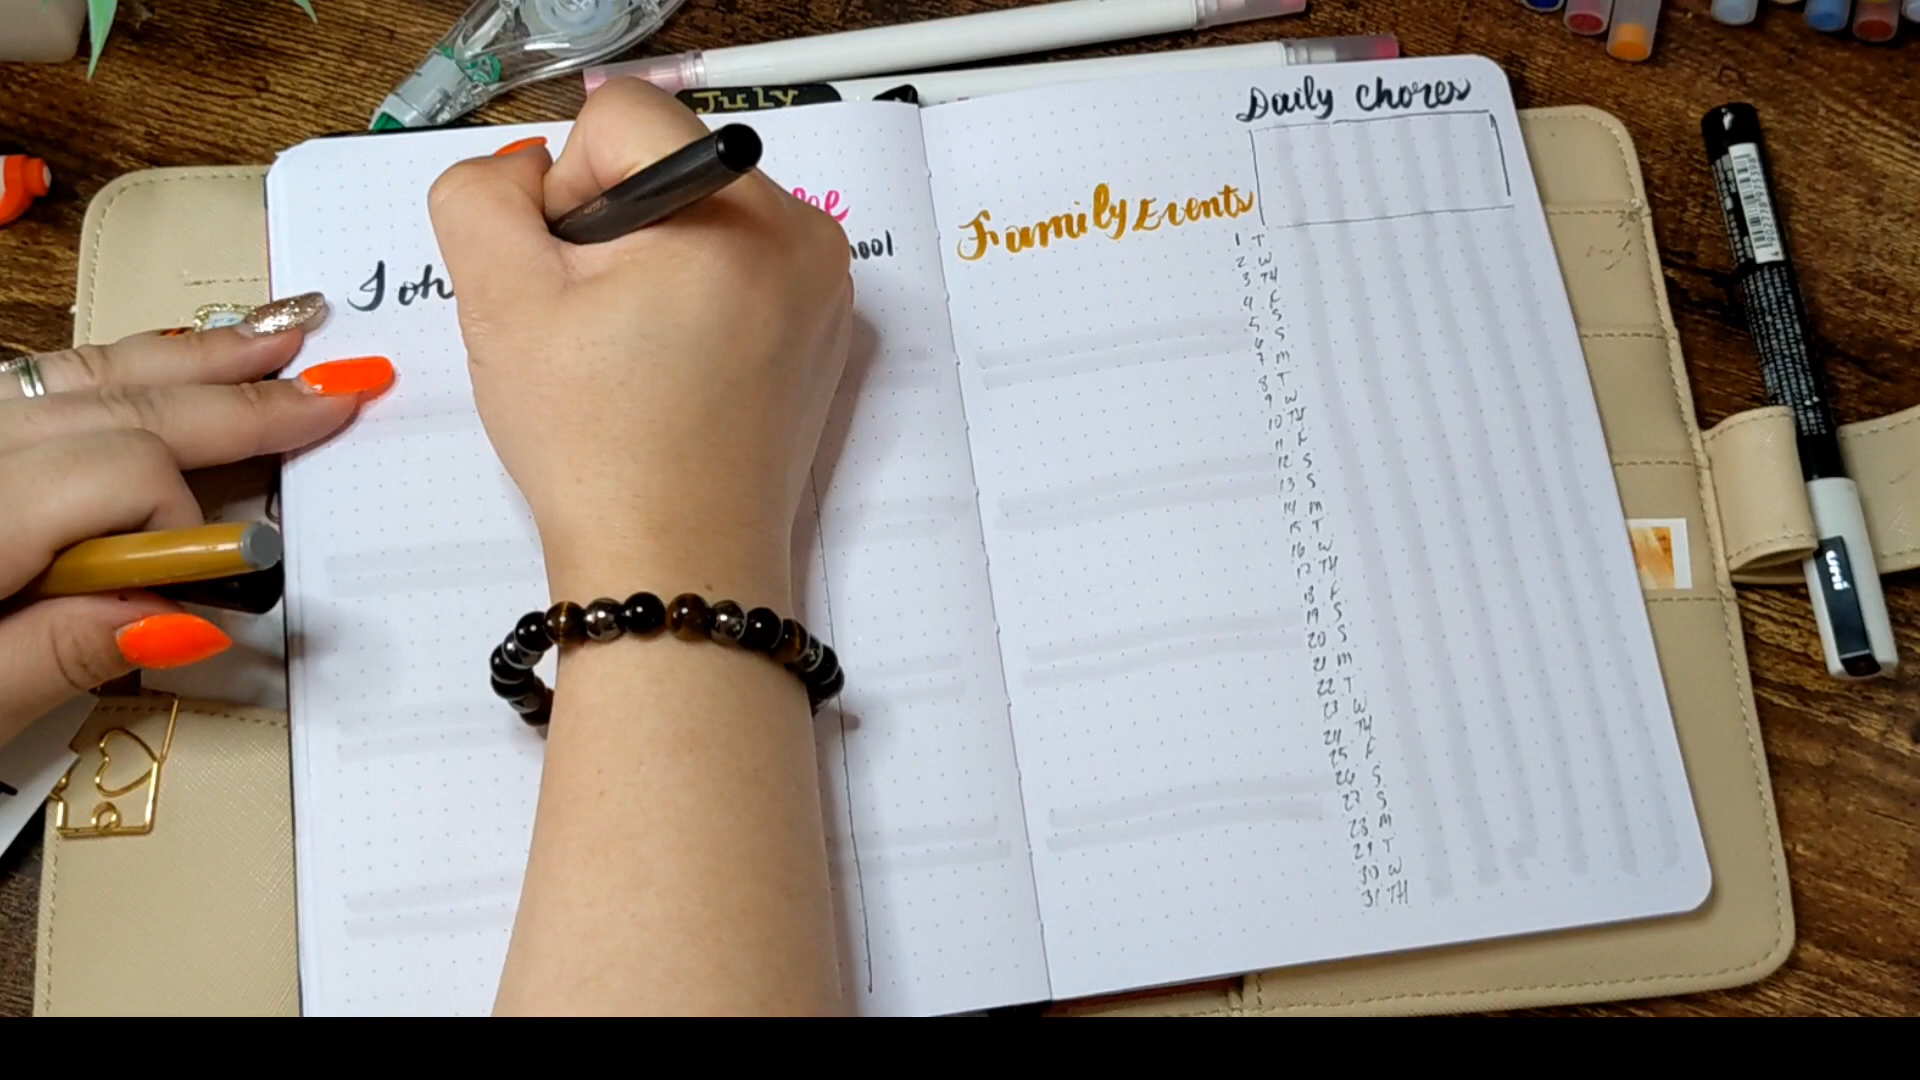 July
Daily Chores
Family Events
Joh
1 T
2 W
3 TH
4 F
5 S
6 S
7 M
8 T
9 W
10 TH
11 F
12 S
13 S
14 M
15 T
16 W
17 TH
18 F
19 S
20 S
21 M
22 T
23 W
24 TH
25 F
26 S
27 S
28 M
29 T
30 W
31 TH
uni
4902778975398